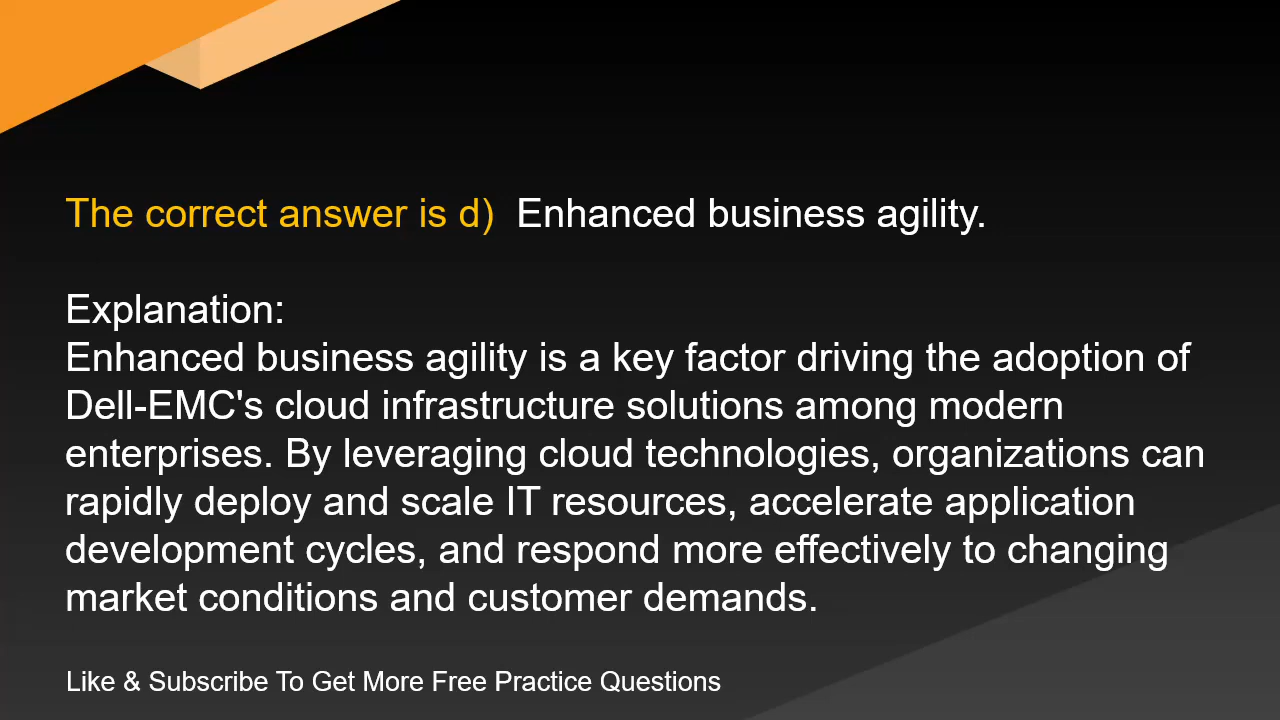 The correct answer is d) Enhanced business agility.
Explanation:
Enhanced business agility is a key factor driving the adoption of
Dell-EMC's cloud infrastructure solutions among modern
enterprises. By leveraging cloud technologies, organizations can
rapidly deploy and scale IT resources, accelerate application
development cycles, and respond more effectively to changing
market conditions and customer demands.
Like & Subscribe To Get More Free Practice Questions